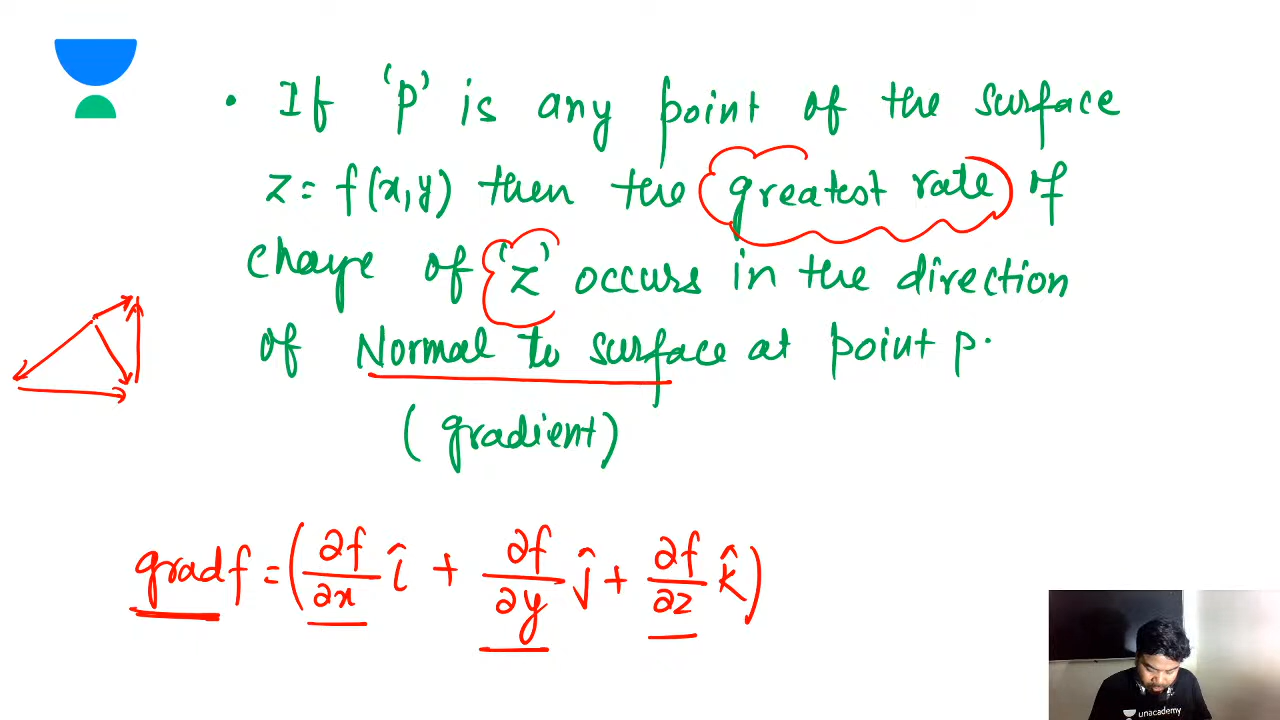 • If 'p' is any point of the surface
z = f(x,y) then the greatest rate of
change of 'z' occurs in the direction
of Normal to surface at point p.
(gradient)
grad f = (∂f/∂x î + ∂f/∂y ĵ + ∂f/∂z k̂)
unacademy